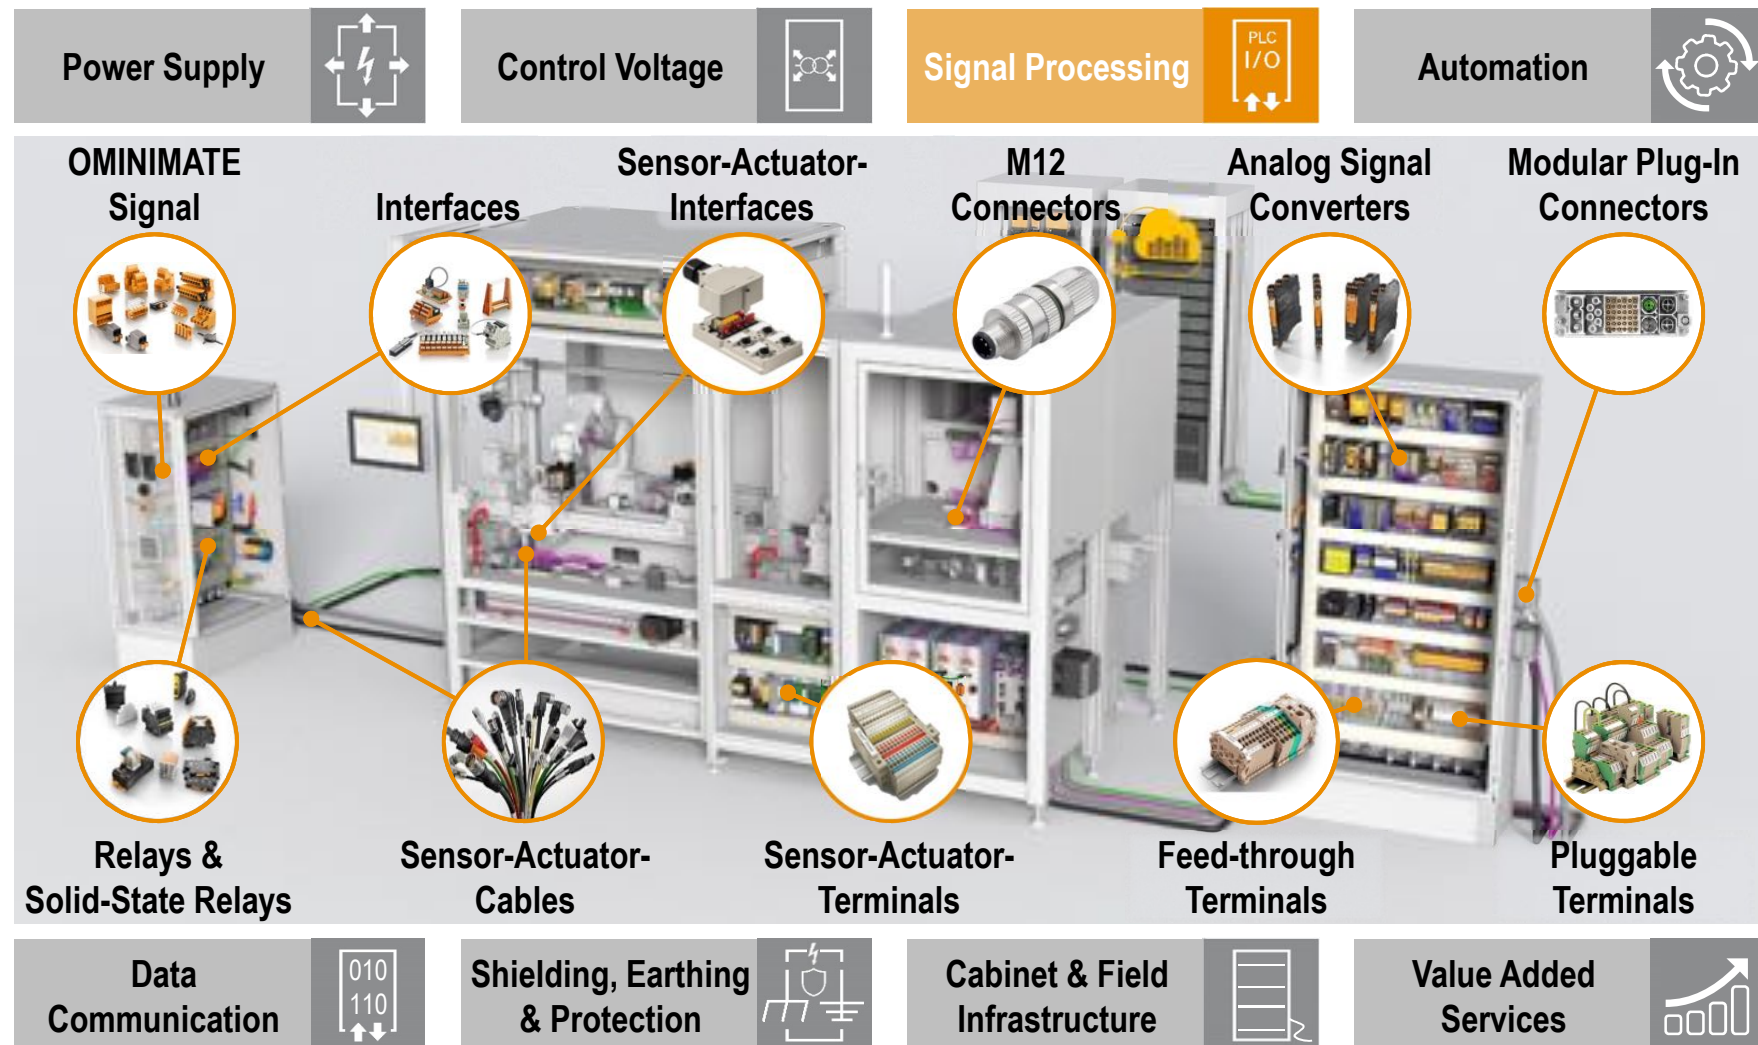 Power Supply
Control Voltage
Signal Processing
PLC
I/O
Automation
OMINIMATE
Signal
Interfaces
Sensor-Actuator-
Interfaces
M12
Connectors
Analog Signal
Converters
Modular Plug-In
Connectors
Relays &
Solid-State Relays
Sensor-Actuator-
Cables
Sensor-Actuator-
Terminals
Feed-through
Terminals
Pluggable
Terminals
Data
Communication
010
110
Shielding, Earthing
& Protection
Cabinet & Field
Infrastructure
Value Added
Services